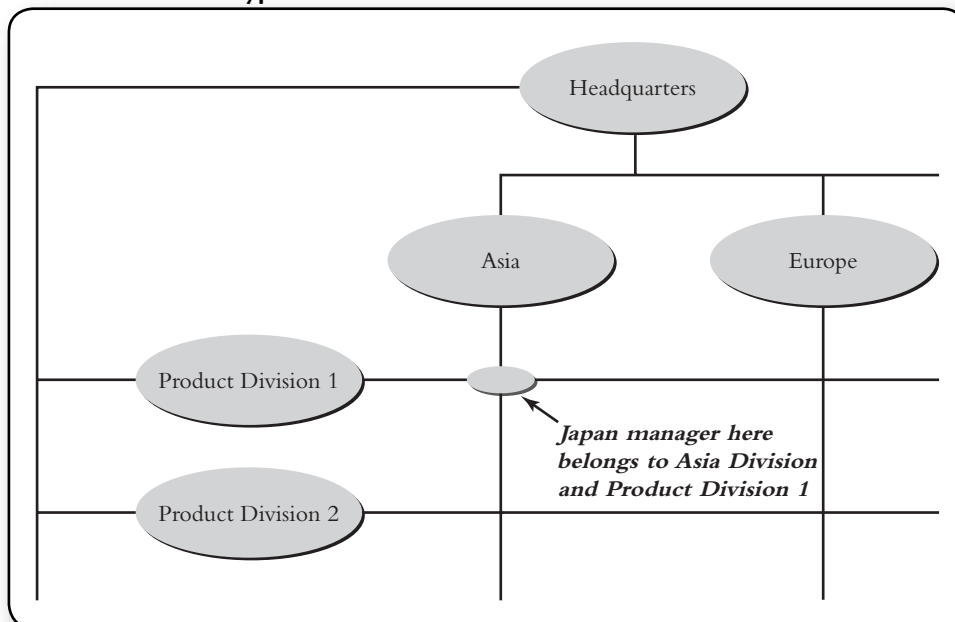 Headquarters
Asia
Europe
Product Division 1
Japan manager here
belongs to Asia Division
and Product Division 1
Product Division 2